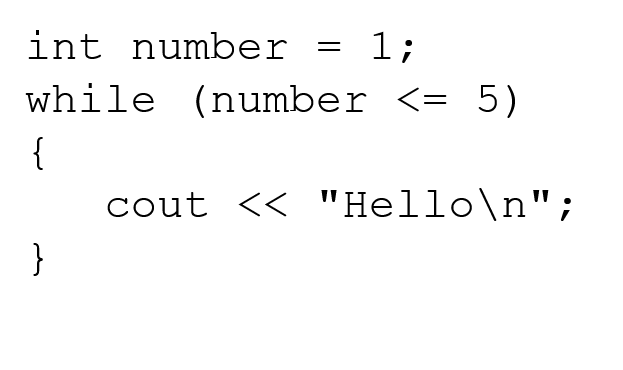 int number = 1;
while (number <= 5)
{
   cout << "Hello\n";
}